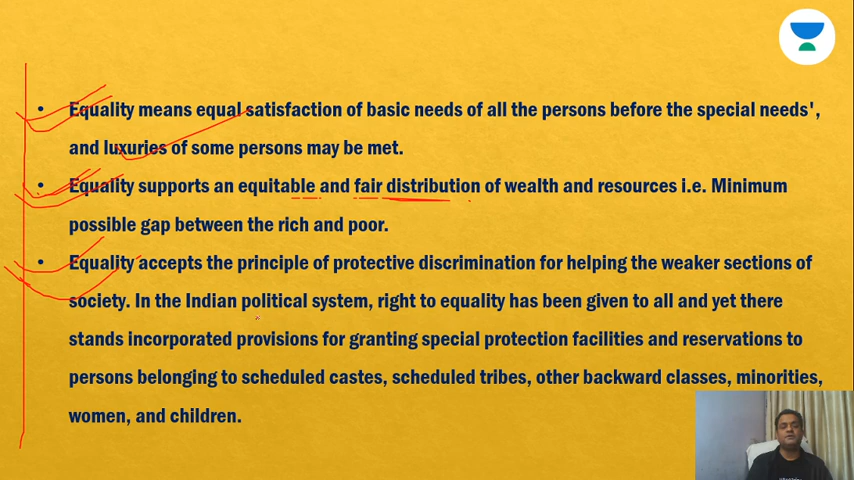 • Equality means equal satisfaction of basic needs of all the persons before the special needs',
and luxuries of some persons may be met.
• Equality supports an equitable and fair distribution of wealth and resources i.e. Minimum
possible gap between the rich and poor.
• Equality accepts the principle of protective discrimination for helping the weaker sections of
society. In the Indian political system, right to equality has been given to all and yet there
stands incorporated provisions for granting special protection facilities and reservations to
persons belonging to scheduled castes, scheduled tribes, other backward classes, minorities,
women, and children.